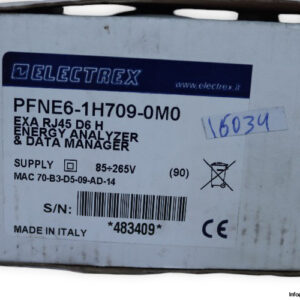 ELECTREX
www.electrex.it
PFNE6-1H709-0M0
EXA RJ45 D6 H
ENERGY ANALYZER
& DATA MANAGER
16034
SUPPLY 85÷265V (90)
MAC 70-B3-D5-09-AD-14
S/N:
*483409*
MADE IN ITALY